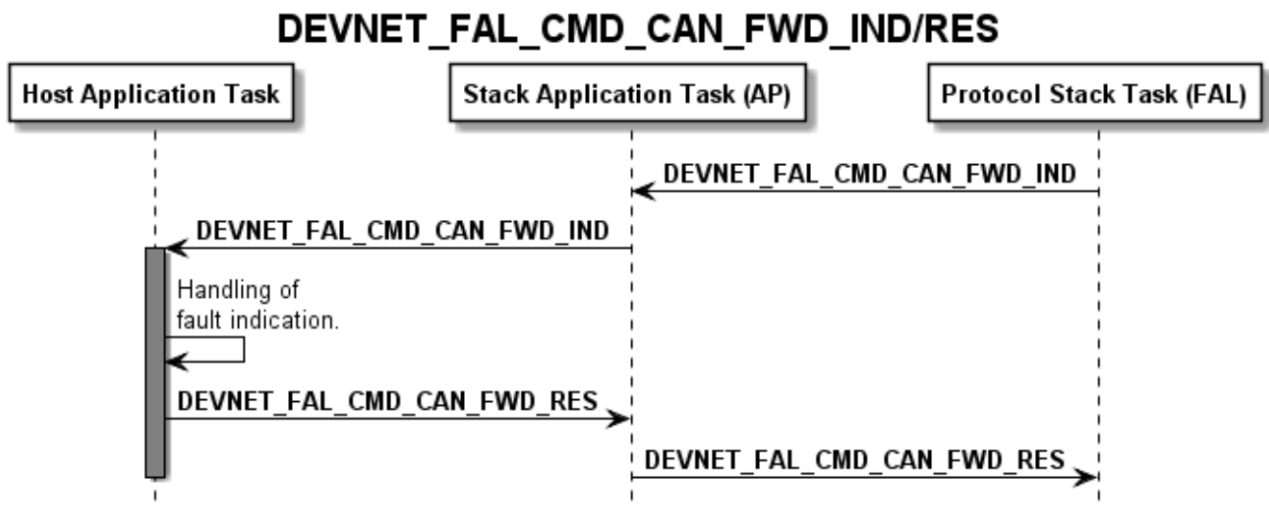 DEVNET_FAL_CMD_CAN_FWD_IND/RES
Host Application Task
Stack Application Task (AP)
Protocol Stack Task (FAL)
DEVNET_FAL_CMD_CAN_FWD_IND
DEVNET_FAL_CMD_CAN_FWD_IND
Handling of
fault indication.
DEVNET_FAL_CMD_CAN_FWD_RES
DEVNET_FAL_CMD_CAN_FWD_RES